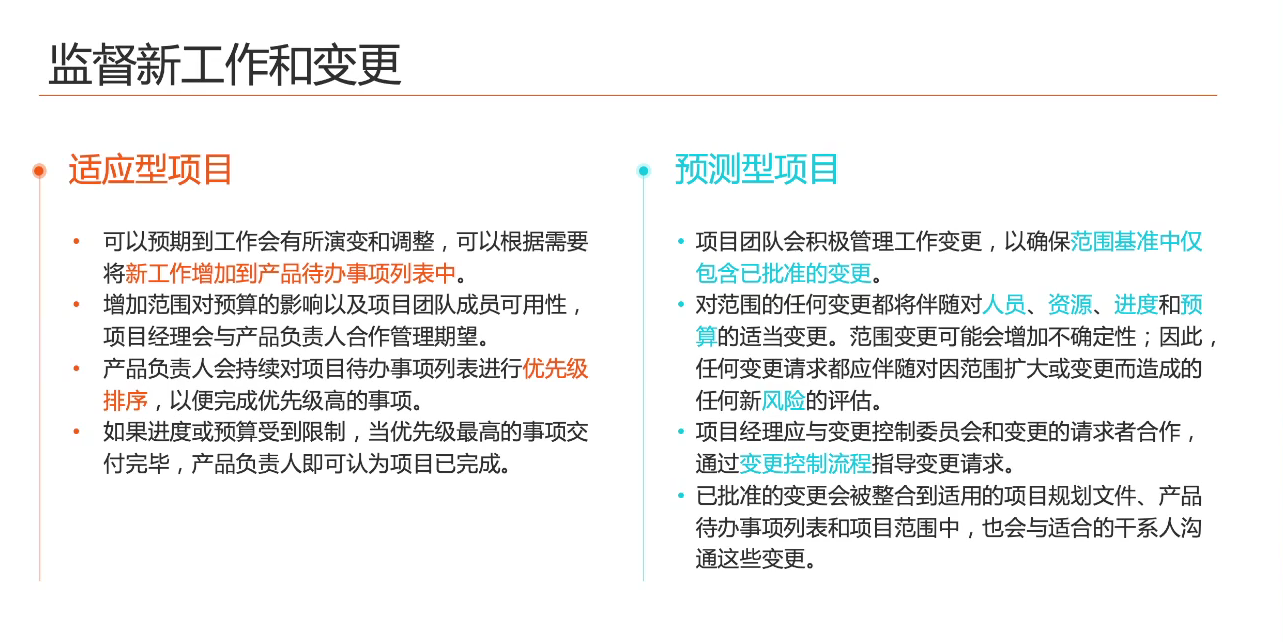 监督新工作和变更
适应型项目
• 可以预期到工作会有所演变和调整，可以根据需要
将新工作增加到产品待办事项列表中。
• 增加范围对预算的影响以及项目团队成员可用性，
项目经理会与产品负责人合作管理期望。
• 产品负责人会持续对项目待办事项列表进行优先级
排序，以便完成优先级高的事项。
• 如果进度或预算受到限制，当优先级最高的事项交
付完毕，产品负责人即可认为项目已完成。
预测型项目
• 项目团队会积极管理工作变更，以确保范围基准中仅
包含已批准的变更。
• 对范围的任何变更都将伴随对人员、资源、进度和预
算的适当变更。范围变更可能会增加不确定性；因此，
任何变更请求都应伴随对因范围扩大或变更而造成的
任何新风险的评估。
• 项目经理应与变更控制委员会和变更的请求者合作，
通过变更控制流程指导变更请求。
• 已批准的变更会被整合到适用的项目规划文件、产品
待办事项列表和项目范围中，也会与适合的干系人沟
通这些变更。